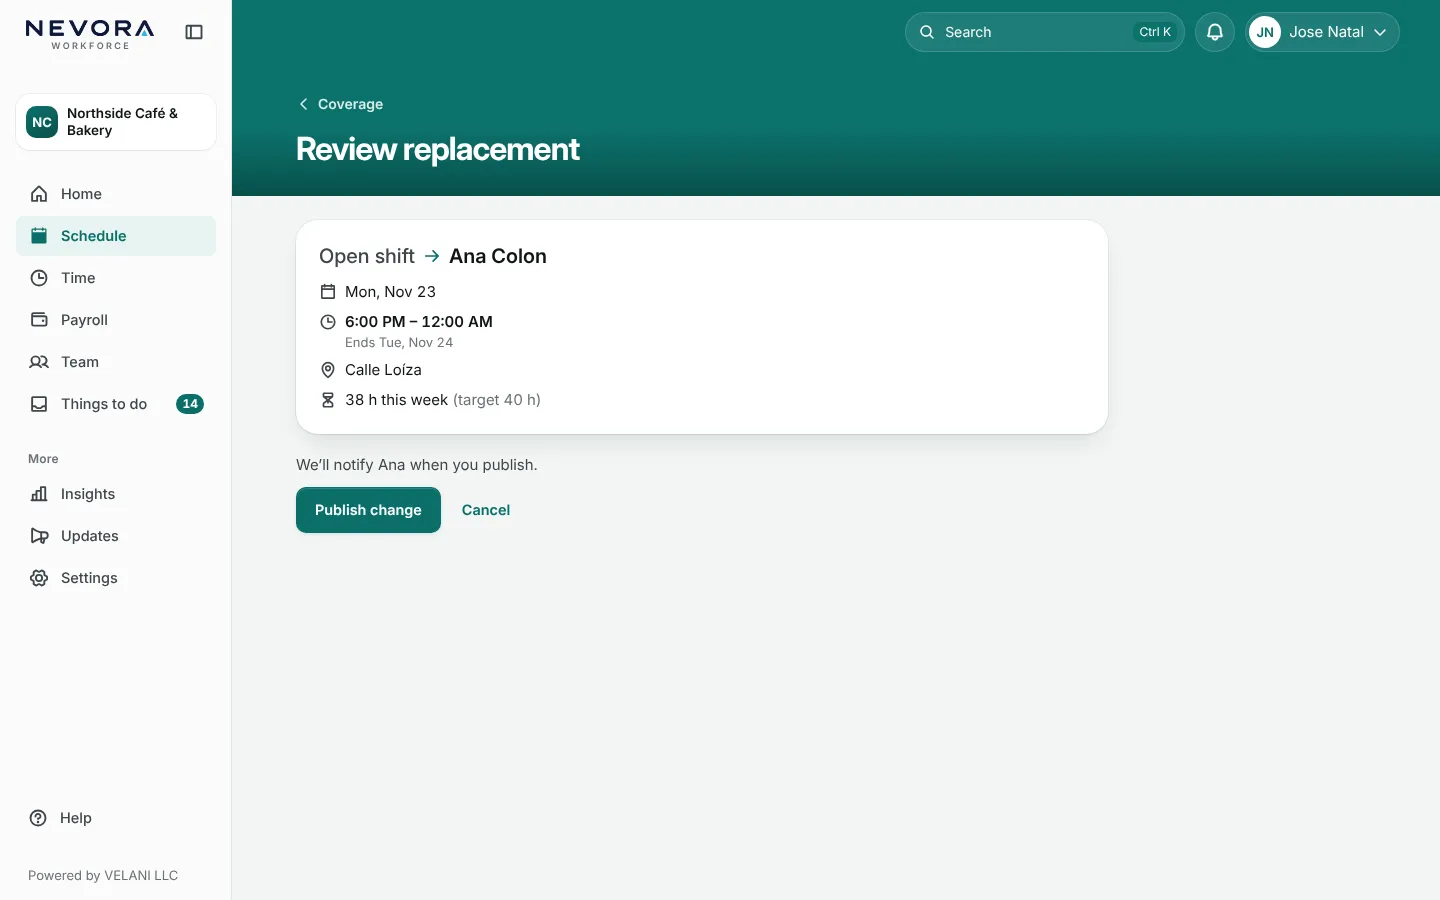 NEVORA
WORKFORCE
Northside Café &
Bakery
NC
Home
Schedule
Time
Payroll
Team
Things to do 14
More
Insights
Updates
Settings
Help
Powered by VELANI LLC
Search Ctrl K
JN Jose Natal
Coverage
Review replacement
Open shift → Ana Colon
Mon, Nov 23
6:00 PM – 12:00 AM
Ends Tue, Nov 24
Calle Loíza
38 h this week (target 40 h)
We’ll notify Ana when you publish.
Publish change Cancel